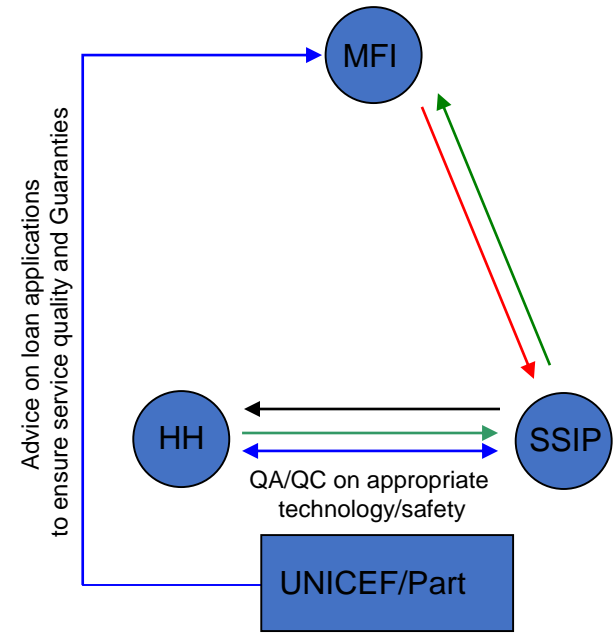 MFI
Advice on loan applications
to ensure service quality and Guaranties
HH
SSIP
QA/QC on appropriate
technology/safety
UNICEF/Part